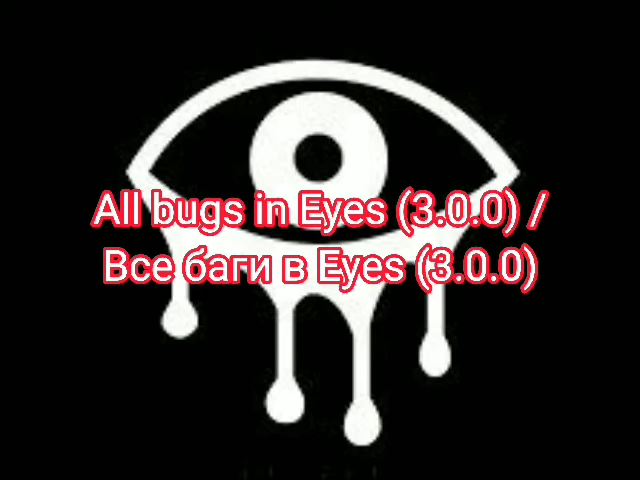 All bugs in Eyes (3.0.0) /
Все баги в Eyes (3.0.0)